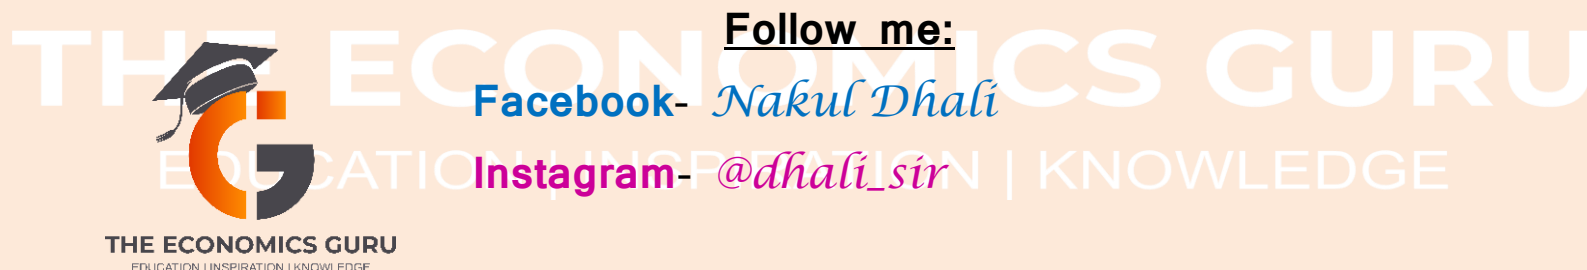 THE ECONOMICS GURU
EDUCATION | INSPIRATION | KNOWLEDGE
Follow me:
Facebook- Nakul Dhali
Instagram- @dhali_sir
THE ECONOMICS GURU
EDUCATION | INSPIRATION | KNOWLEDGE